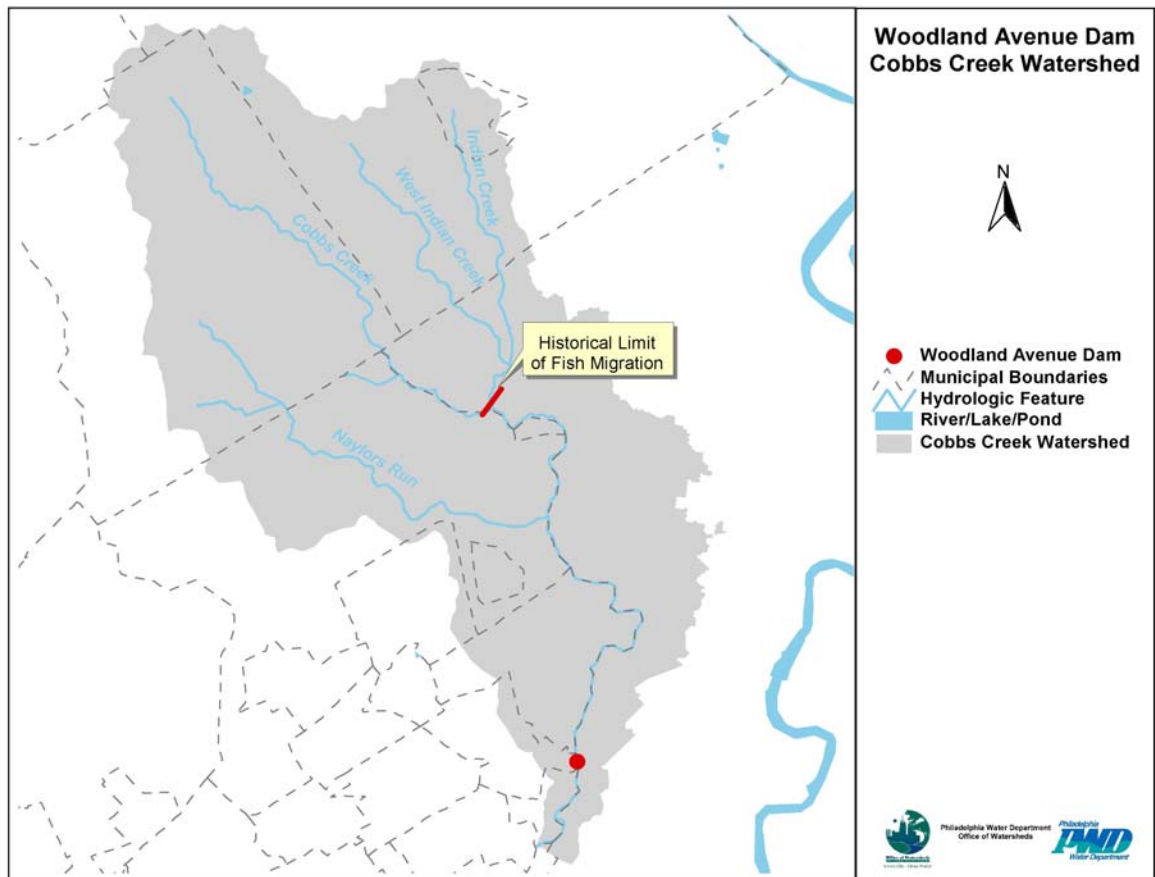 Woodland Avenue Dam
Cobbs Creek Watershed
N
Indian Creek
West Indian Creek
Cobbs Creek
Historical Limit
of Fish Migration
Naylors Run
Woodland Avenue Dam
Municipal Boundaries
Hydrologic Feature
River/Lake/Pond
Cobbs Creek Watershed
Philadelphia Water Department
Office of Watersheds
Philadelphia
PWD
Water Department